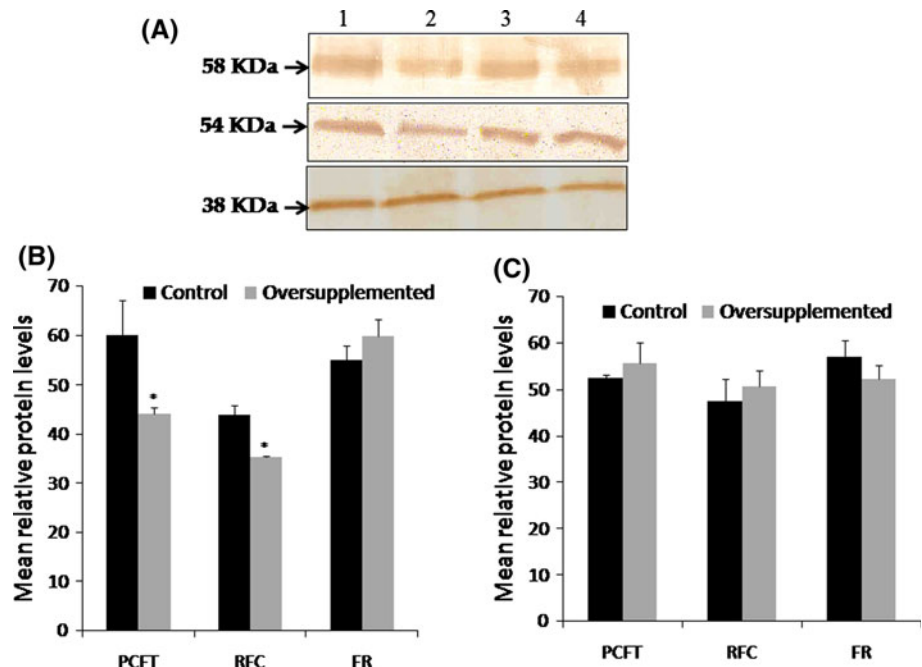 (A)
1 2 3 4
58 KDa
54 KDa
38 KDa
(B)
Control Oversupplemented
Mean relative protein levels
70
60
50
40
30
20
10
0
*
*
PCFT RFC FR
(C)
Control Oversupplemented
Mean relative protein levels
70
60
50
40
30
20
10
0
PCFT RFC FR